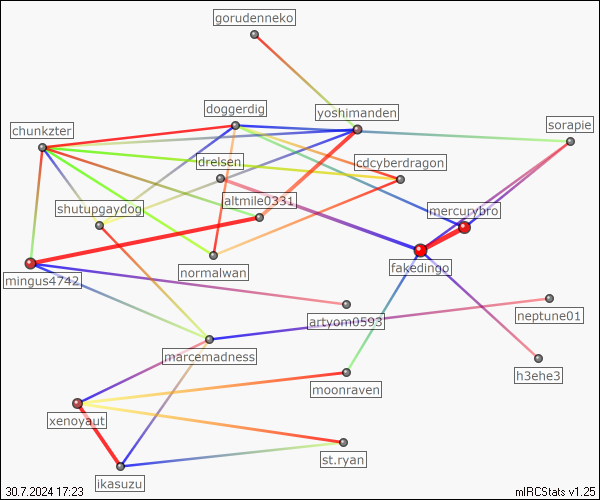 gorudenneko
doggerdig
yoshimanden
chunkzter
sorapie
drelsen
cdcyberdragon
shutupgaydog
altmile0331
mercurybro
mingus4742
normalwan
fakedingo
artyom0593
neptune01
marcemadness
moonraven
h3ehe3
xenoyaut
st.ryan
ikasuzu
30.7.2024 17:23
mIRCStats v1.25